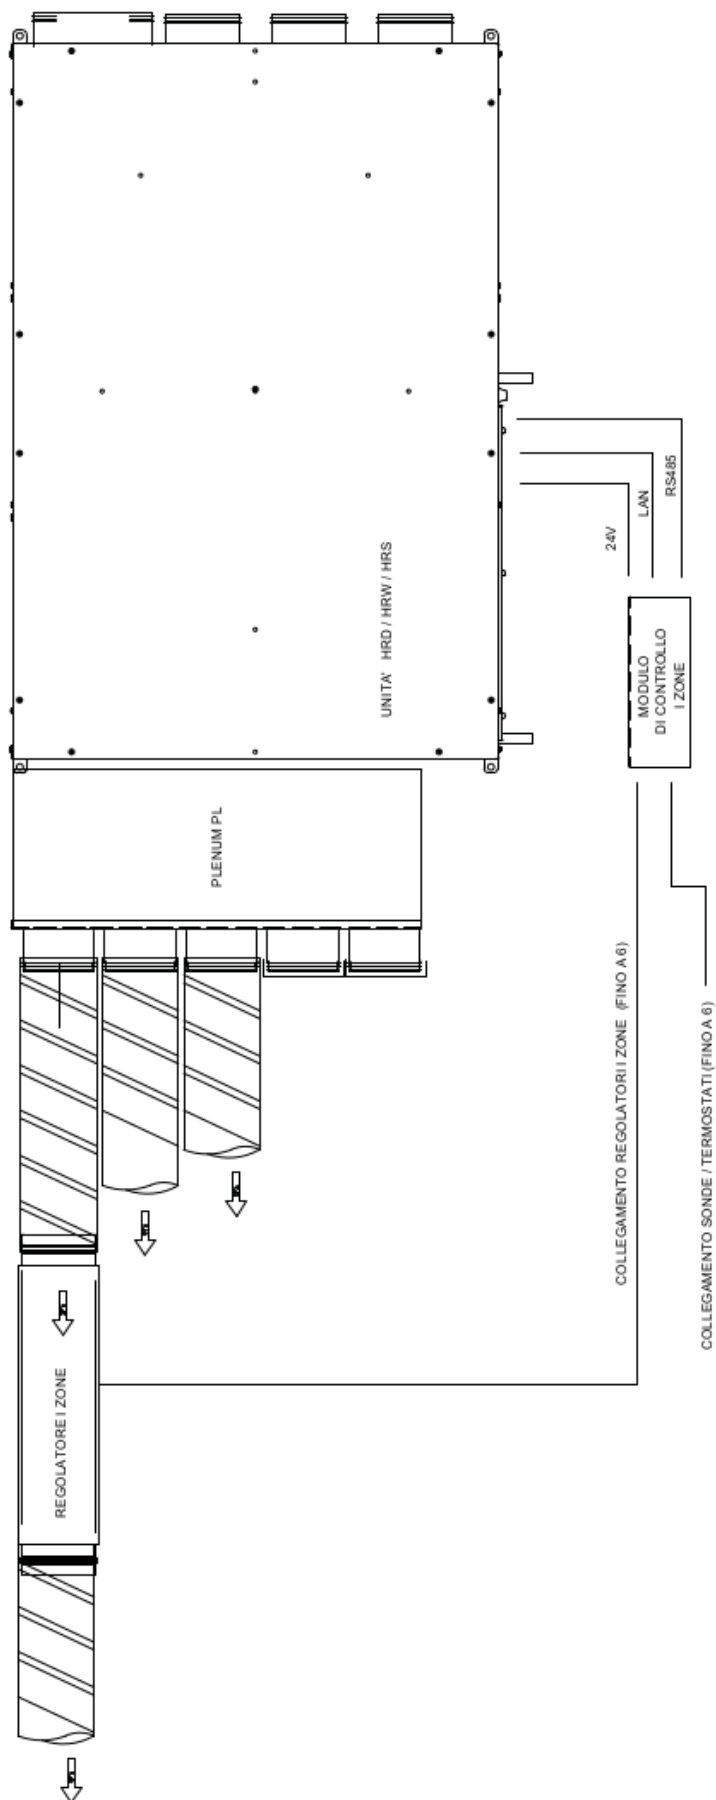 UNITA' HRD / HRW / HRS
24V
LAN
RS485
MODULO
DI CONTROLLO
I ZONE
PLENUM PL
COLLEGAMENTO REGOLATORI I ZONE (FINO A 6)
COLLEGAMENTO SONDE / TERMOSTATI (FINO A 6)
REGOLATORE I ZONE